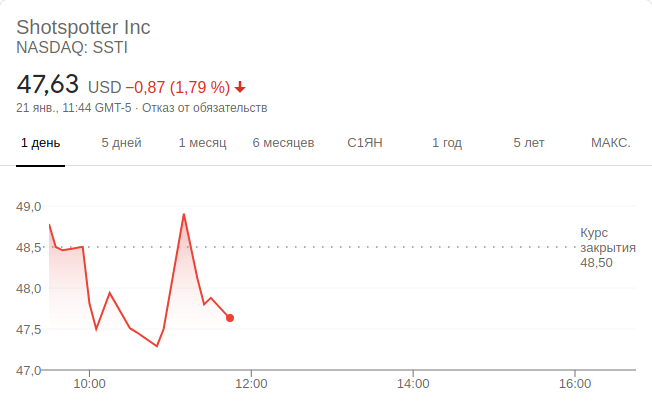 Shotspotter Inc
NASDAQ: SSTI
47,63 USD −0,87 (1,79 %)
21 янв., 11:44 GMT-5 · Отказ от обязательств
1 день 5 дней 1 месяц 6 месяцев С1ЯН 1 год 5 лет МАКС.
49,0
Курс
закрытия
48,50
48,5
48,0
47,5
47,0
10:00 12:00 14:00 16:00